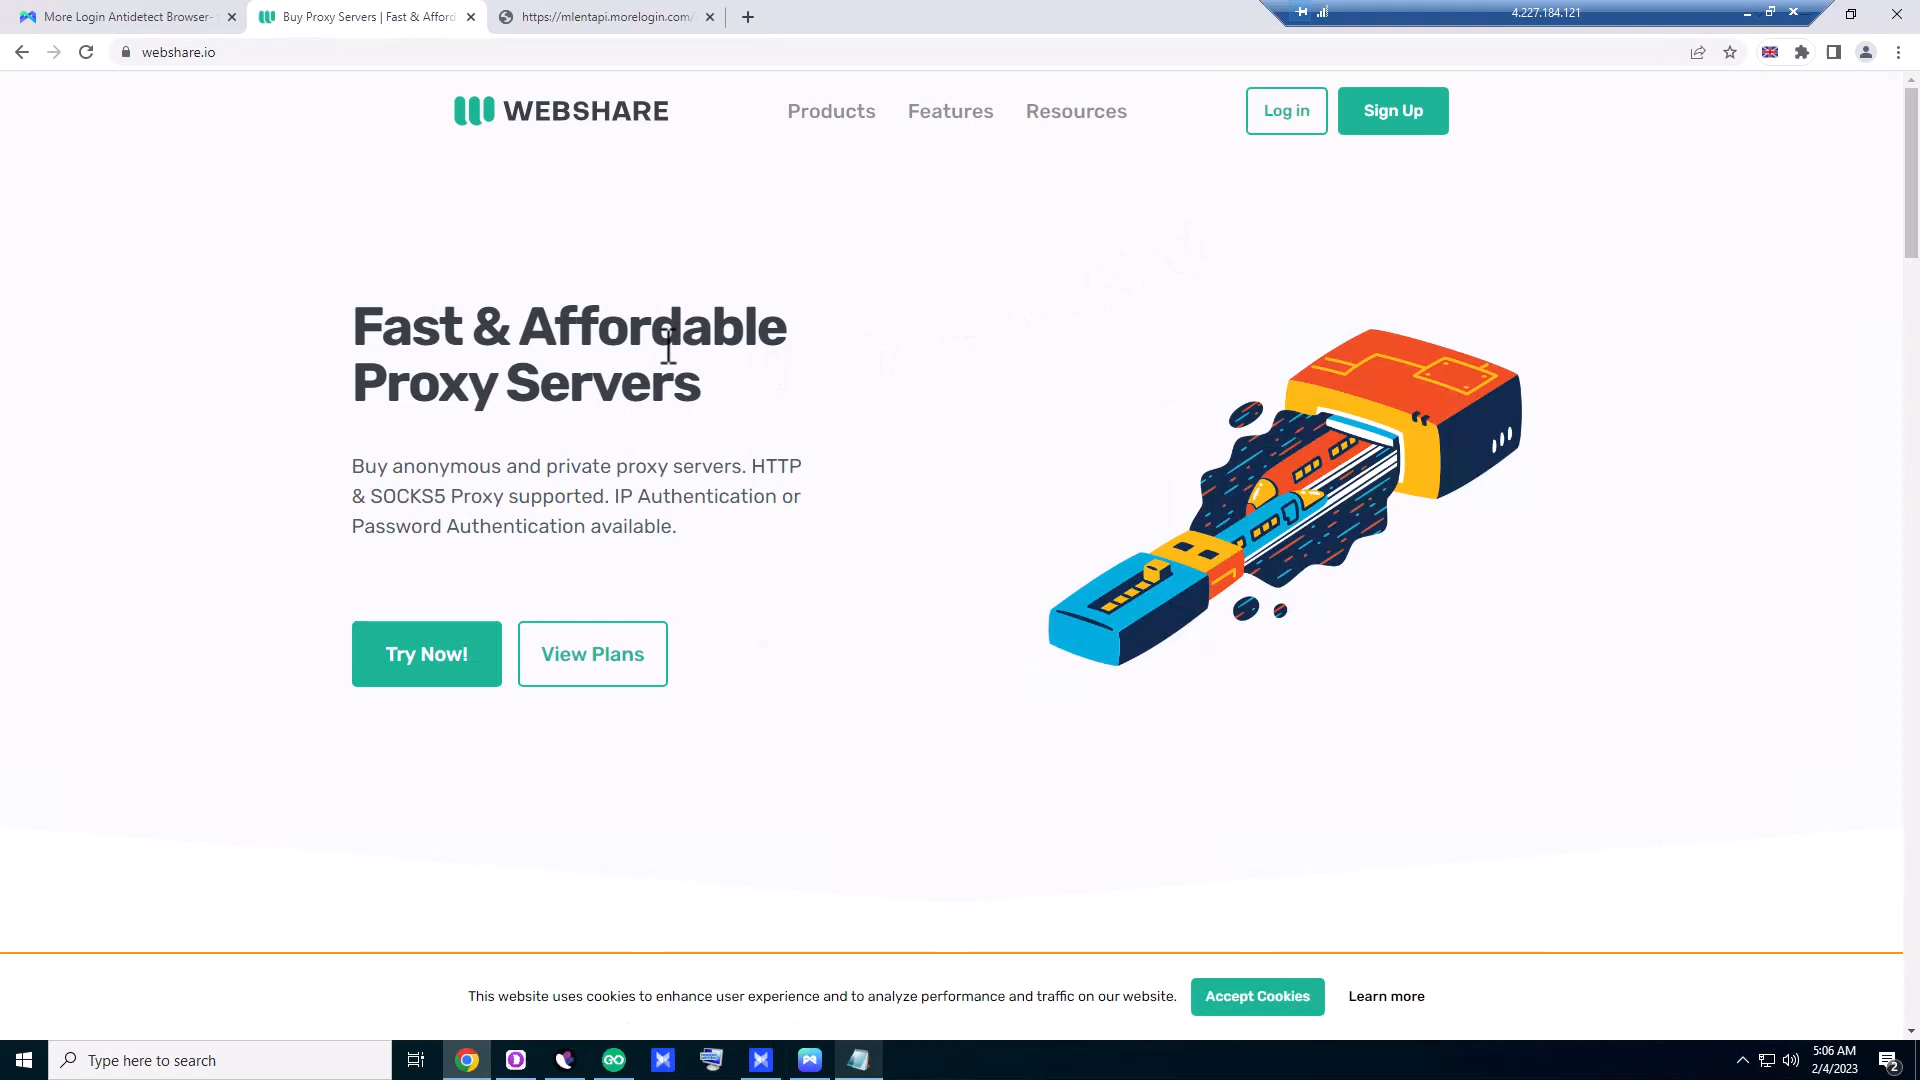 More Login Antidetect Browser-
Buy Proxy Servers | Fast & Afford
https://mlentapi.morelogin.com/
4.227.184.121
webshare.io
WEBSHARE
Products
Features
Resources
Log in
Sign Up
Fast & Affordable
Proxy Servers
Buy anonymous and private proxy servers. HTTP
& SOCKS5 Proxy supported. IP Authentication or
Password Authentication available.
Try Now!
View Plans
This website uses cookies to enhance user experience and to analyze performance and traffic on our website.
Accept Cookies
Learn more
Type here to search
GO
5:06 AM
2/4/2023
2